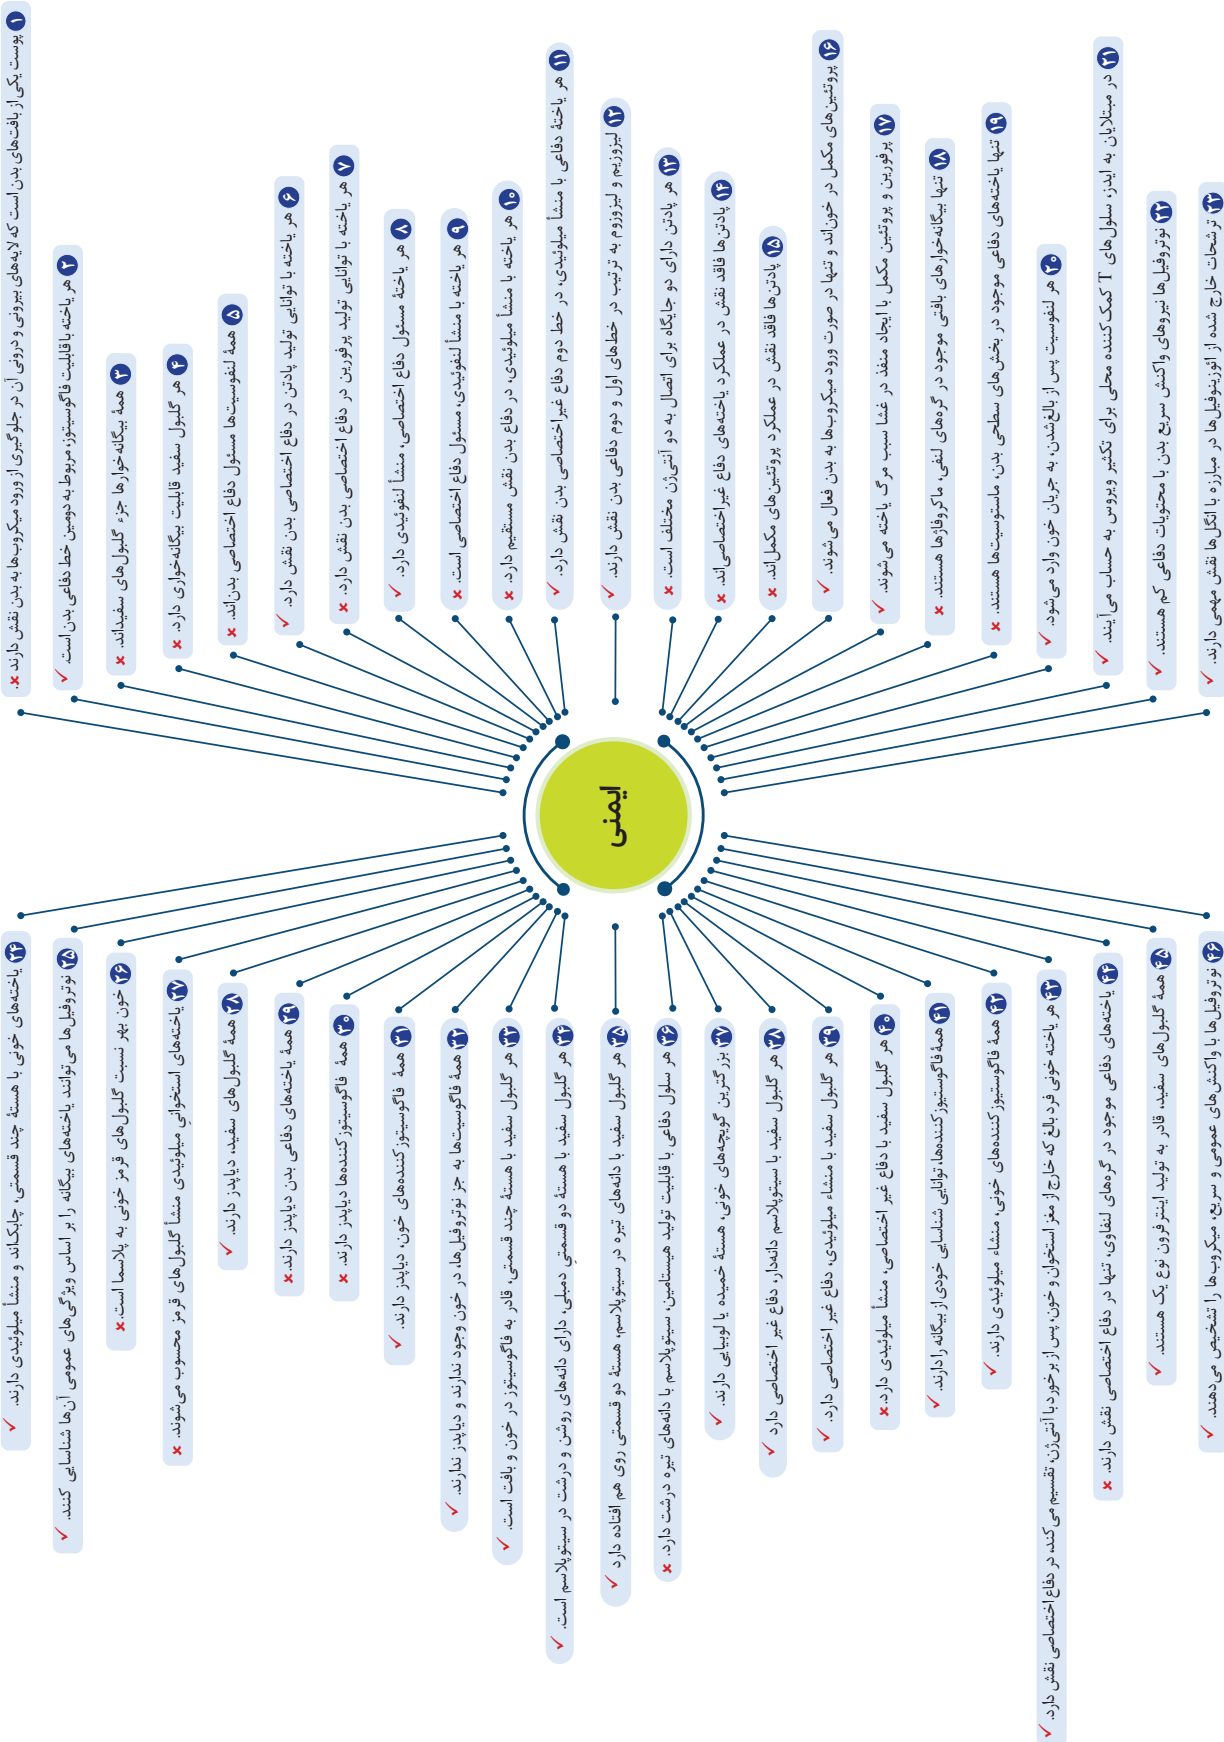 ایمنی
۱ پوست یکی از بافت‌های بدن است که لایه‌های بیرونی و درونی آن در جلوگیری از ورود میکروب‌ها به بدن نقش دارند. ×
۲ هر یاخته با قابلیت فاگوسیتوز، مربوط به دومین خط دفاعی بدن است. ✓
۳ همهٔ بیگانه‌خوارها جزء گلبول‌های سفیداند. ×
۴ هر گلبول سفید قابلیت بیگانه‌خواری دارد. ×
۵ همهٔ لنفوسیت‌ها مسئول دفاع اختصاصی بدن‌اند. ×
۶ هر یاخته با توانایی تولید پادتن در دفاع اختصاصی بدن نقش دارد. ✓
۷ هر یاخته با توانایی تولید پرفورین در دفاع اختصاصی بدن نقش دارد. ×
۸ هر یاختهٔ مسئول دفاع اختصاصی، منشأ لنفوئیدی دارد. ✓
۹ هر یاخته با منشأ لنفوئیدی، مسئول دفاع اختصاصی است. ×
۱۰ هر یاخته با منشأ میلوئیدی، در دفاع بدن نقش مستقیم دارد. ×
۱۱ هر یاختهٔ دفاعی با منشأ میلوئیدی، در خط دوم دفاع غیراختصاصی بدن نقش دارد. ✓
۱۲ لیزوزیم و لیزوزوم به ترتیب در خط‌های اول و دوم دفاعی بدن نقش دارند. ✓
۱۳ هر پادتن دارای دو جایگاه برای اتصال به دو آنتی‌ژن مختلف است. ×
۱۴ پادتن‌ها فاقد نقش در عملکرد یاخته‌های دفاع غیراختصاصی‌اند. ×
۱۵ پادتن‌ها فاقد نقش در عملکرد پروتئین‌های مکمل‌اند. ×
۱۶ پروتئین‌های مکمل در خون‌اند و تنها در صورت ورود میکروب‌ها به بدن فعال می‌شوند. ✓
۱۷ پرفورین و پروتئین مکمل با ایجاد منفذ در غشا سبب مرگ یاخته می‌شوند. ✓
۱۸ تنها بیگانه‌خوارهای بافتی موجود در گره‌های لنفی، ماکروفاژها هستند. ×
۱۹ تنها یاخته‌های دفاعی موجود در بخش‌های سطحی بدن، ماستوسیت‌ها هستند. ×
۲۰ هر لنفوسیت پس از بالغ‌شدن، به جریان خون وارد می‌شود. ✓
۲۱ در مبتلایان به ایدز، سلول‌های T کمک‌کننده محلی برای تکثیر ویروس به حساب می‌آیند. ✓
۲۲ نوتروفیل‌ها نیروهای واکنش سریع بدن با محتویات دفاعی کم هستند. ✓
۲۳ ترشحات خارج شده از ائوزینوفیل‌ها در مبارزه با انگل‌ها نقش مهمی دارند. ✓
۲۴ یاخته‌های خونی با هستهٔ چند قسمتی، چابک‌اند و منشأ میلوئیدی دارند. ✓
۲۵ نوتروفیل‌ها می‌توانند یاخته‌های بیگانه را بر اساس ویژگی‌های عمومی آن‌ها شناسایی کنند. ✓
۲۶ خون بهر نسبت گلبول‌های قرمز خونی به پلاسما است. ×
۲۷ یاخته‌های استخوانی میلوئیدی منشأ گلبول‌های قرمز محسوب می‌شوند. ×
۲۸ همهٔ گلبول‌های سفید، دیاپدز دارند. ✓
۲۹ همهٔ یاخته‌های دفاعی بدن دیاپدز دارند. ×
۳۰ همهٔ فاگوسیتوزکننده‌ها دیاپدز دارند. ×
۳۱ همهٔ فاگوسیتوزکننده‌های خون، دیاپدز دارند. ✓
۳۲ همهٔ فاگوسیت‌ها به جز نوتروفیل‌ها، در خون وجود ندارند و دیاپدز ندارند. ✓
۳۳ هر گلبول سفید با هستهٔ چند قسمتی، قادر به فاگوسیتوز در خون و بافت است. ✓
۳۴ هر گلبول سفید با هستهٔ دو قسمتیِ دمبلی، دارای دانه‌های روشن و درشت در سیتوپلاسم است. ✓
۳۵ هر گلبول سفید با دانه‌های تیره در سیتوپلاسم، هستهٔ دو قسمتی روی هم افتاده دارد ✓
۳۶ هر سلول دفاعی با قابلیت تولید هیستامین، سیتوپلاسم با دانه‌های تیره درشت دارد. ×
۳۷ بزرگترین گویچه‌های خونی، هستهٔ خمیده یا لوبیایی دارند. ✓
۳۸ هر گلبول سفید با سیتوپلاسم دانه‌دار، دفاع غیر اختصاصی دارد ✓
۳۹ هر گلبول سفید با منشاء میلوئیدی، دفاع غیر اختصاصی دارد. ✓
۴۰ هر گلبول سفید با دفاع غیر اختصاصی، منشأ میلوئیدی دارد. ×
۴۱ همهٔ فاگوسیتوزکننده‌ها، توانایی شناسایی خودی از بیگانه را دارند. ✓
۴۲ همهٔ فاگوسیتوزکننده‌های خونی، منشاء میلوئیدی دارند. ✓
۴۳ هر یاخته خونی فرد بالغ که خارج از مغز استخوان و خون، پس از برخورد با آنتی‌ژن، تقسیم می‌کند، در دفاع اختصاصی نقش دارد. ✓
۴۴ یاخته‌های دفاعی موجود در گره‌های لنفاوی، تنها در دفاع اختصاصی نقش دارند. ×
۴۵ همهٔ گلبول‌های سفید، قادر به تولید اینترفرون نوع یک هستند. ✓
۴۶ نوتروفیل‌ها با واکنش‌های عمومی و سریع، میکروب‌ها را تشخیص می‌دهند. ✓